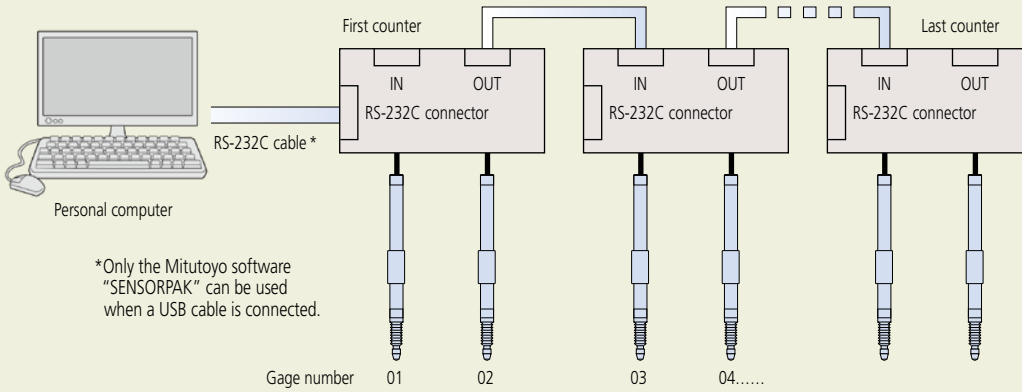 First counter
Last counter
IN OUT
IN OUT
IN OUT
RS-232C connector
RS-232C connector
RS-232C connector
RS-232C cable *
Personal computer
*Only the Mitutoyo software
“SENSORPAK” can be used
when a USB cable is connected.
Gage number 01 02 03 04......